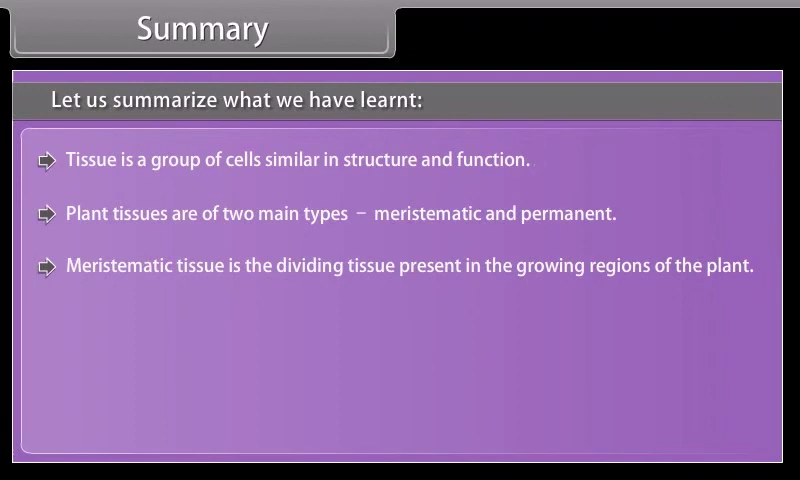 Summary
Let us summarize what we have learnt:
Tissue is a group of cells similar in structure and function.
Plant tissues are of two main types – meristematic and permanent.
Meristematic tissue is the dividing tissue present in the growing regions of the plant.